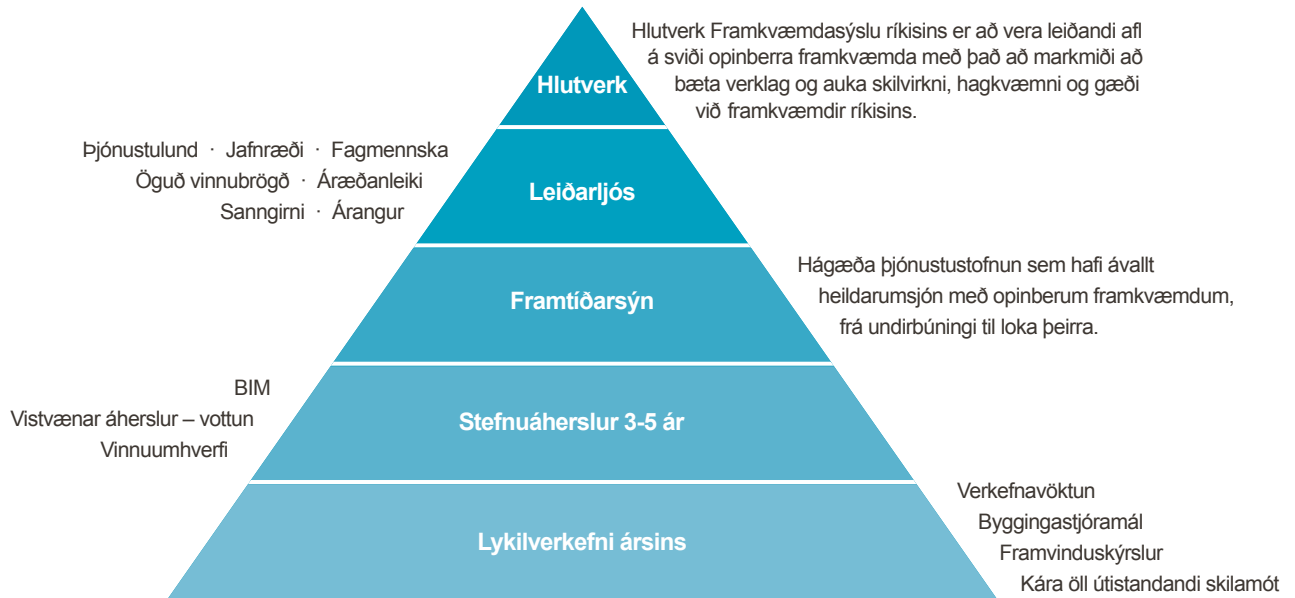 Hlutverk Framkvæmdasýslu ríkisins er að vera leiðandi afl
á sviði opinberra framkvæmda með það að markmiði að
bæta verklag og auka skilvirkni, hagkvæmni og gæði
við framkvæmdir ríkisins.
Hlutverk
Þjónustulund · Jafnræði · Fagmennska
Öguð vinnubrögð · Áræðanleiki
Sanngirni · Árangur
Leiðarljós
Hágæða þjónustustofnun sem hafi ávallt
heildarumsjón með opinberum framkvæmdum,
frá undirbúningi til loka þeirra.
Framtíðarsýn
BIM
Vistvænar áherslur – vottun
Vinnuumhverfi
Stefnuáherslur 3-5 ár
Verkefnavöktun
Byggingastjóramál
Framvinduskýrslur
Kára öll útistandandi skilamót
Lykilverkefni ársins